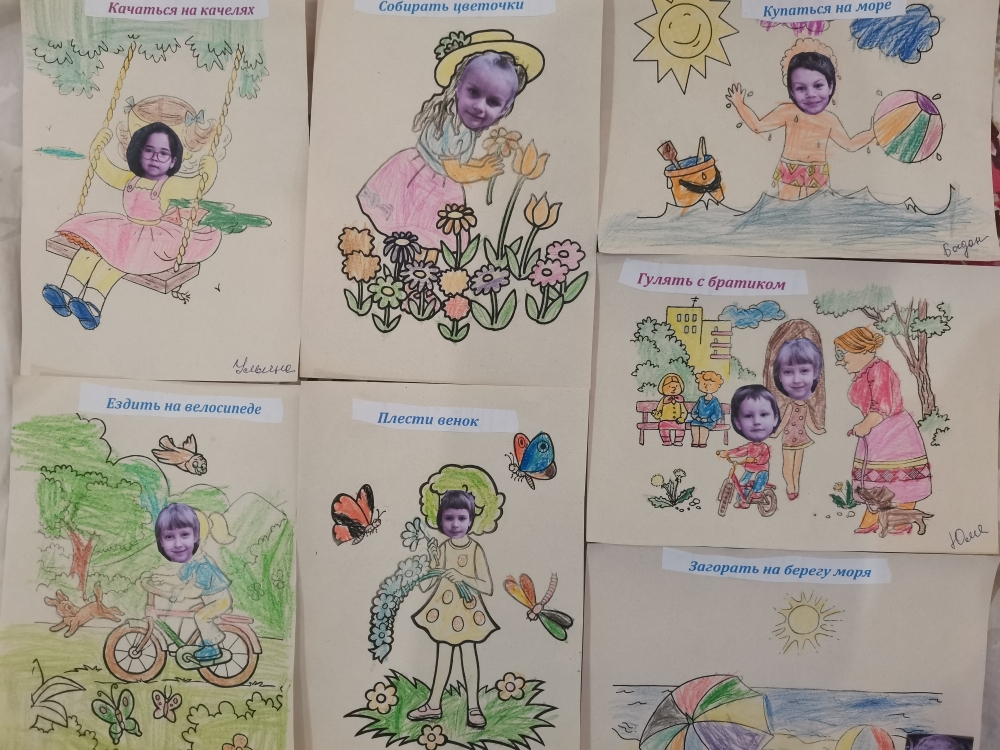 Качаться на качелях
Собирать цветочки
Купаться на море
Ульяна
Богдан
Гулять с братиком
Юля
Ездить на велосипеде
Плести венок
Загорать на берегу моря